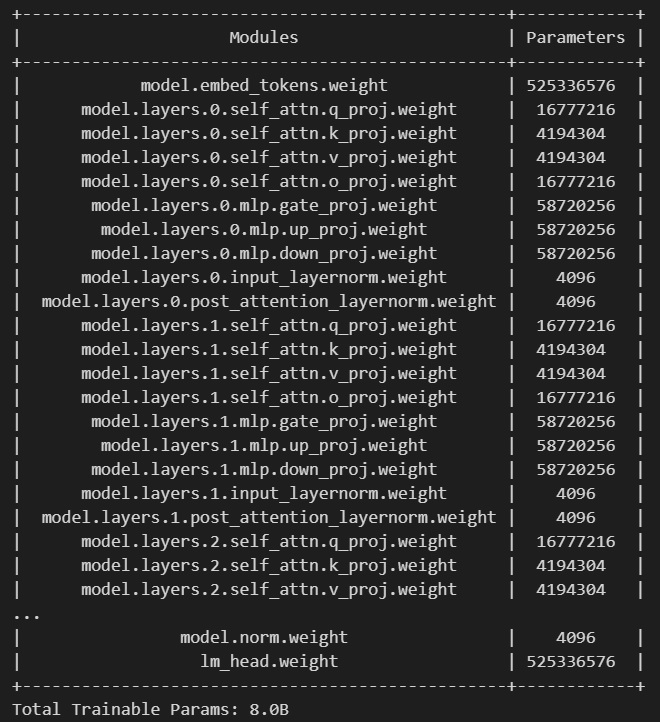 +-------------------------------------------------+------------+
|                     Modules                     | Parameters |
+-------------------------------------------------+------------+
|            model.embed_tokens.weight            | 525336576  |
|      model.layers.0.self_attn.q_proj.weight     |  16777216  |
|      model.layers.0.self_attn.k_proj.weight     |  4194304   |
|      model.layers.0.self_attn.v_proj.weight     |  4194304   |
|      model.layers.0.self_attn.o_proj.weight     |  16777216  |
|       model.layers.0.mlp.gate_proj.weight       |  58720256  |
|        model.layers.0.mlp.up_proj.weight        |  58720256  |
|       model.layers.0.mlp.down_proj.weight       |  58720256  |
|      model.layers.0.input_layernorm.weight      |    4096    |
|  model.layers.0.post_attention_layernorm.weight |    4096    |
|      model.layers.1.self_attn.q_proj.weight     |  16777216  |
|      model.layers.1.self_attn.k_proj.weight     |  4194304   |
|      model.layers.1.self_attn.v_proj.weight     |  4194304   |
|      model.layers.1.self_attn.o_proj.weight     |  16777216  |
|       model.layers.1.mlp.gate_proj.weight       |  58720256  |
|        model.layers.1.mlp.up_proj.weight        |  58720256  |
|       model.layers.1.mlp.down_proj.weight       |  58720256  |
|      model.layers.1.input_layernorm.weight      |    4096    |
|  model.layers.1.post_attention_layernorm.weight |    4096    |
|      model.layers.2.self_attn.q_proj.weight     |  16777216  |
|      model.layers.2.self_attn.k_proj.weight     |  4194304   |
|      model.layers.2.self_attn.v_proj.weight     |  4194304   |
...
|                model.norm.weight                |    4096    |
|                  lm_head.weight                 | 525336576  |
+-------------------------------------------------+------------+
Total Trainable Params: 8.0B